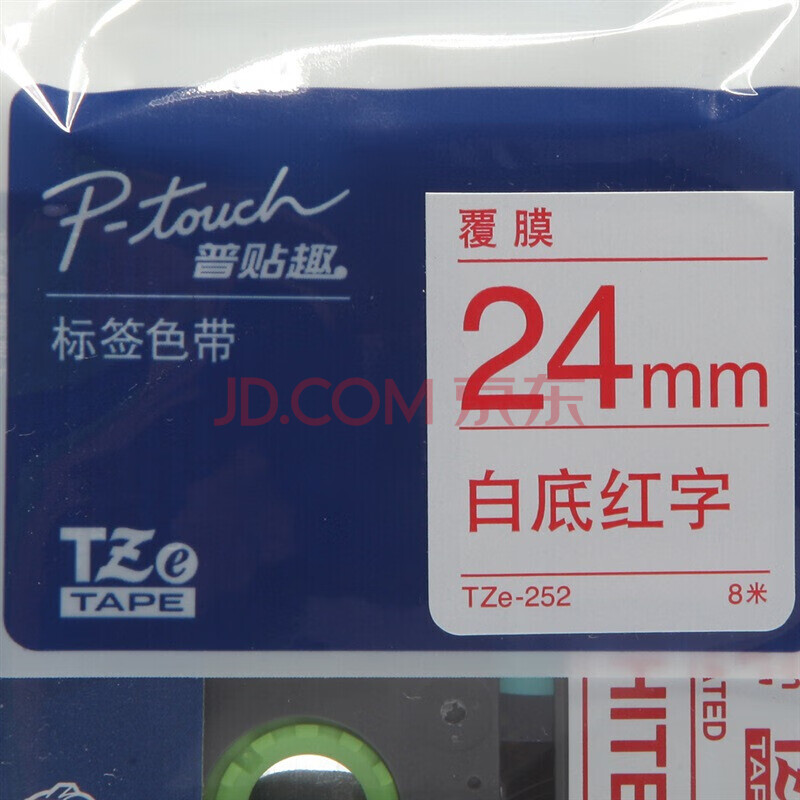 P-touch
普贴趣
标签色带
覆膜
24mm
JD.COM 京东
白底红字
TZe
TAPE
TZe-252 8米